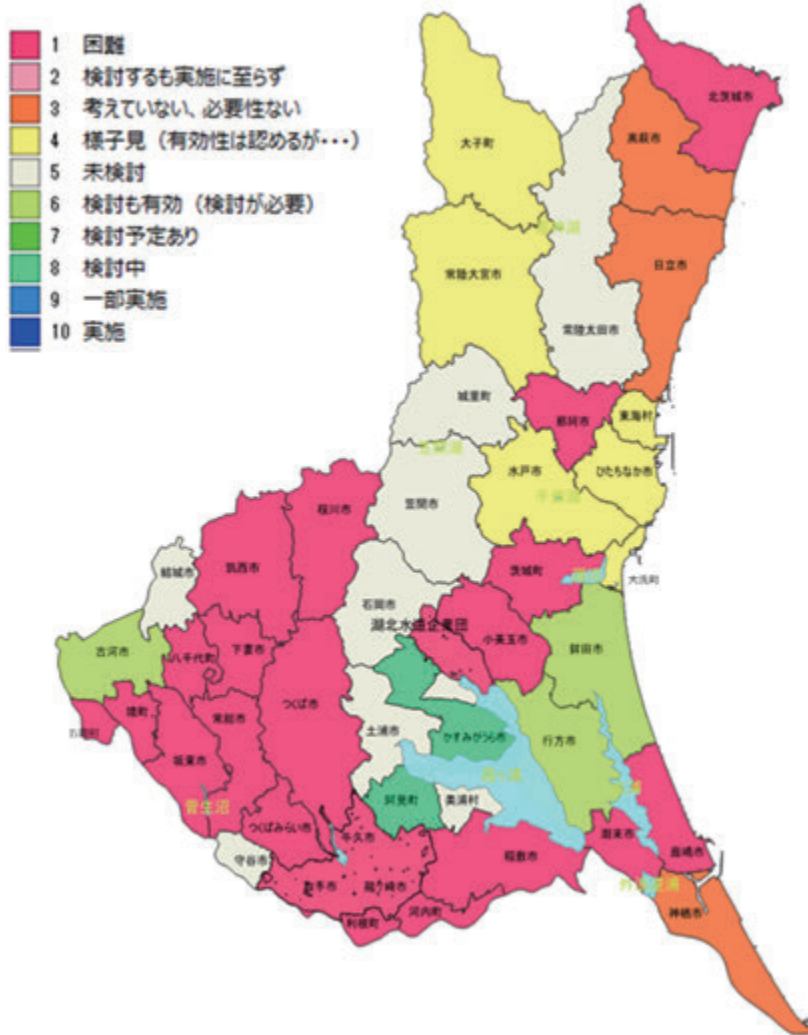 1 困難
2 検討するも実施に至らず
3 考えていない、必要性ない
4 様子見（有効性は認めるが・・・）
5 未検討
6 検討も有効（検討が必要）
7 検討予定あり
8 検討中
9 一部実施
10 実施
北茨城市
大子町
高萩市
常陸大宮市
日立市
常陸太田市
城里町
那珂市
東海村
水戸市
ひたちなか市
千波湖
笠間市
桜川市
筑西市
結城市
茨城町
大洗町
石岡市
湖北水道企業団
小美玉市
鉾田市
古河市
八千代町
下妻市
つくば市
境町
常総市
土浦市
かすみがうら市
行方市
坂東市
霞ヶ浦
菅生沼
阿見町
美浦村
つくばみらい市
牛久市
守谷市
取手市
龍ヶ崎市
稲敷市
潮来市
鹿嶋市
利根町
河内町
神栖市